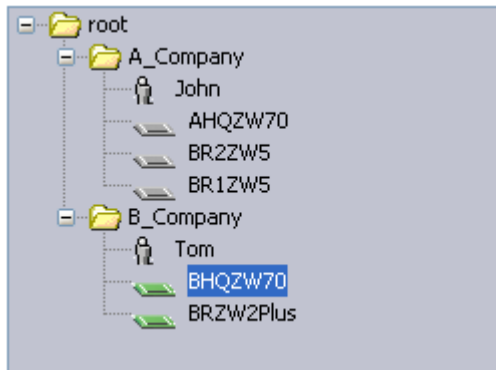 root
A_Company
John
AHQZW70
BR2ZW5
BR1ZW5
B_Company
Tom
BHQZW70
BRZW2Plus